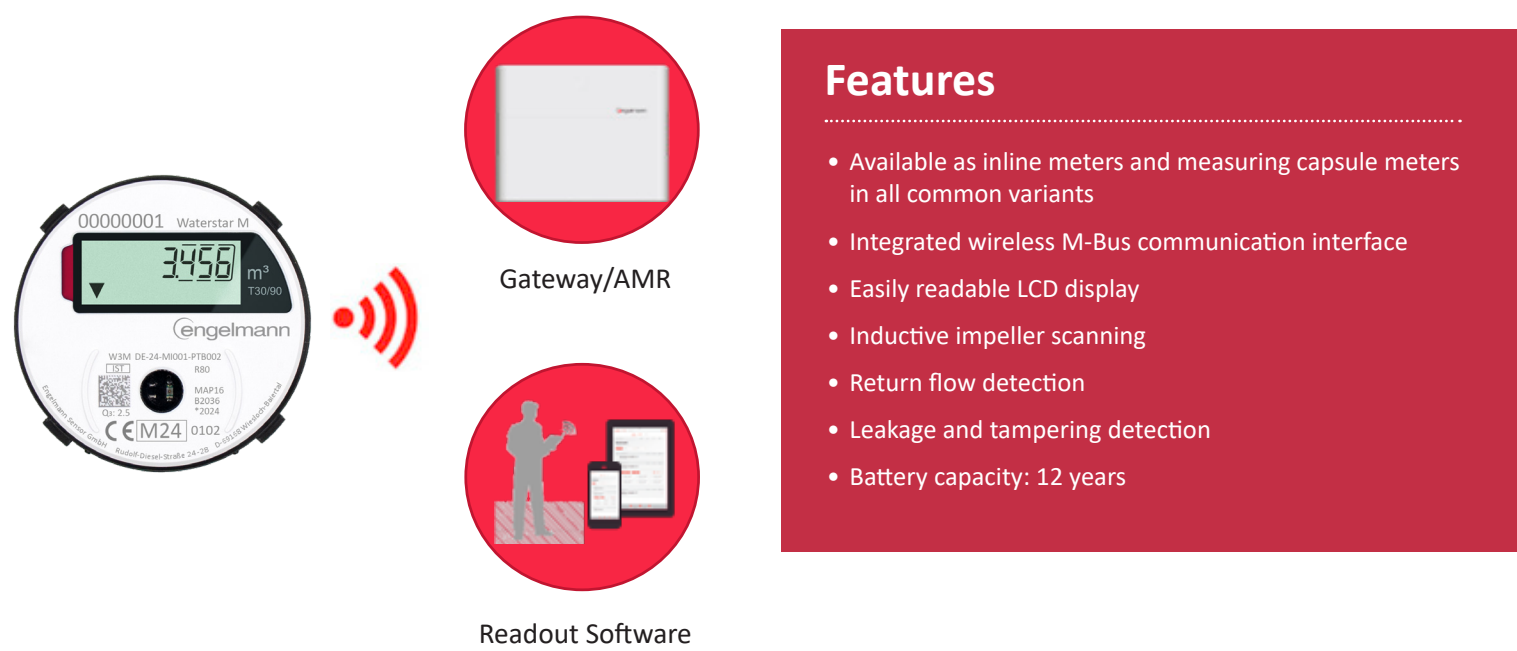 00000001 Waterstar M
3.456 m³
T30/90
engelmann
W3M DE-24-MI001-PTB002
IST R80
MAP16
B2036
Q3: 2.5 *2024
CE M24 0102
Engelmann Sensor GmbH Rudolf-Diesel-Straße 24-28 D-69168 Wiesloch-Baiertal
engelmann
Gateway/AMR
Readout Software
Features
• Available as inline meters and measuring capsule meters
in all common variants
• Integrated wireless M-Bus communication interface
• Easily readable LCD display
• Inductive impeller scanning
• Return flow detection
• Leakage and tampering detection
• Battery capacity: 12 years